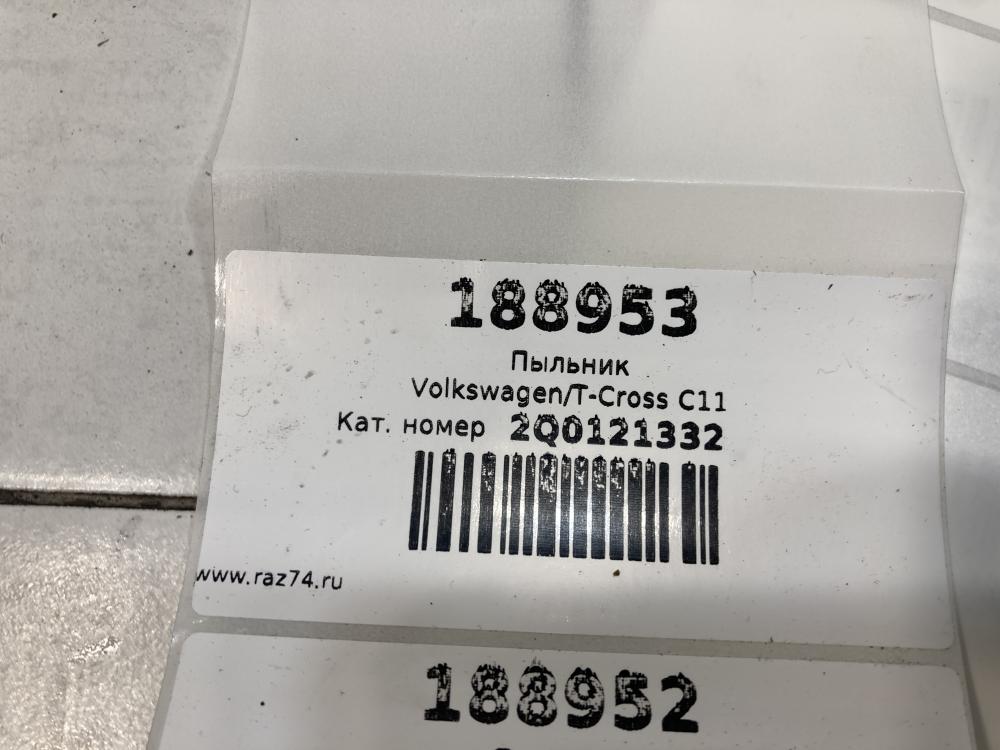 188953
Пыльник
Volkswagen/T-Cross C11
Кат. номер 2Q0121332
www.raz74.ru
188952